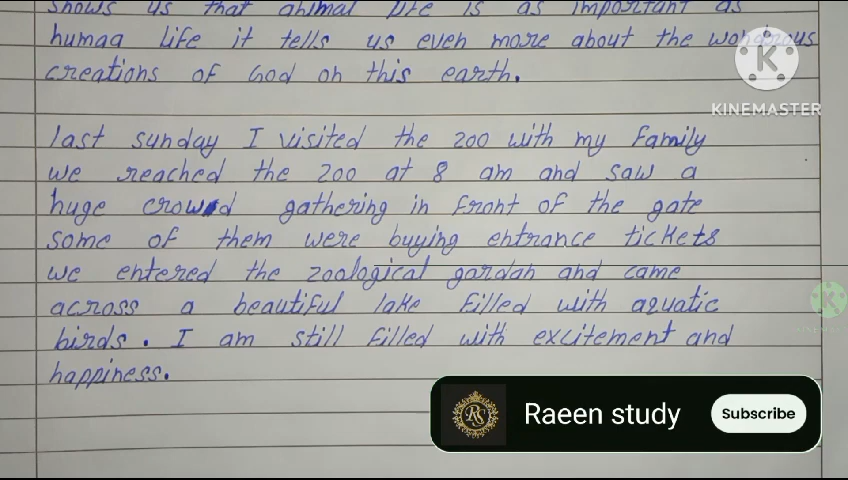 shows us that animal life is as important as
humaa life it tells us even more about the wonderous
creations of God on this earth.
last sunday I visited the zoo with my family
we reached the zoo at 8 am and saw a
huge crowd gathering in front of the gate
some of them were buying entrance tickets
we entered the zoological gardan and came
across a beautiful lake filled with aquatic
birds. I am still filled with excitement and
happiness.
KINEMASTER
Raeen study
Subscribe
RS